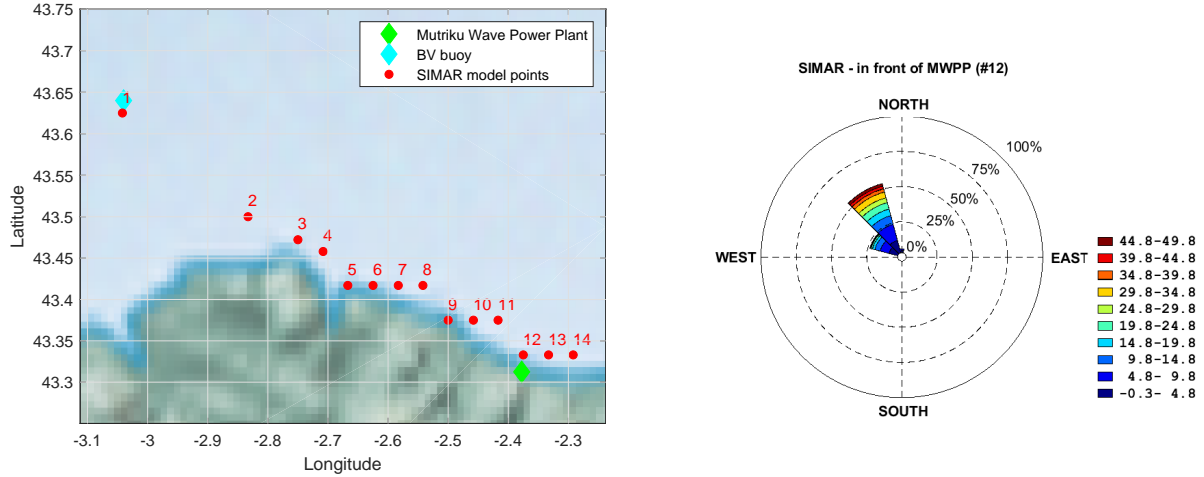 43.75
43.7
43.65
43.6
43.55
43.5
43.45
43.4
43.35
43.3
Latitude
-3.1 -3 -2.9 -2.8 -2.7 -2.6 -2.5 -2.4 -2.3
Longitude
Mutriku Wave Power Plant
BV buoy
SIMAR model points
1
2
3
4
5 6 7 8
9 10 11
12 13 14
SIMAR - in front of MWPP (#12)
NORTH
100%
75%
50%
25%
0%
WEST
EAST
SOUTH
44.8-49.8
39.8-44.8
34.8-39.8
29.8-34.8
24.8-29.8
19.8-24.8
14.8-19.8
9.8-14.8
4.8- 9.8
-0.3- 4.8